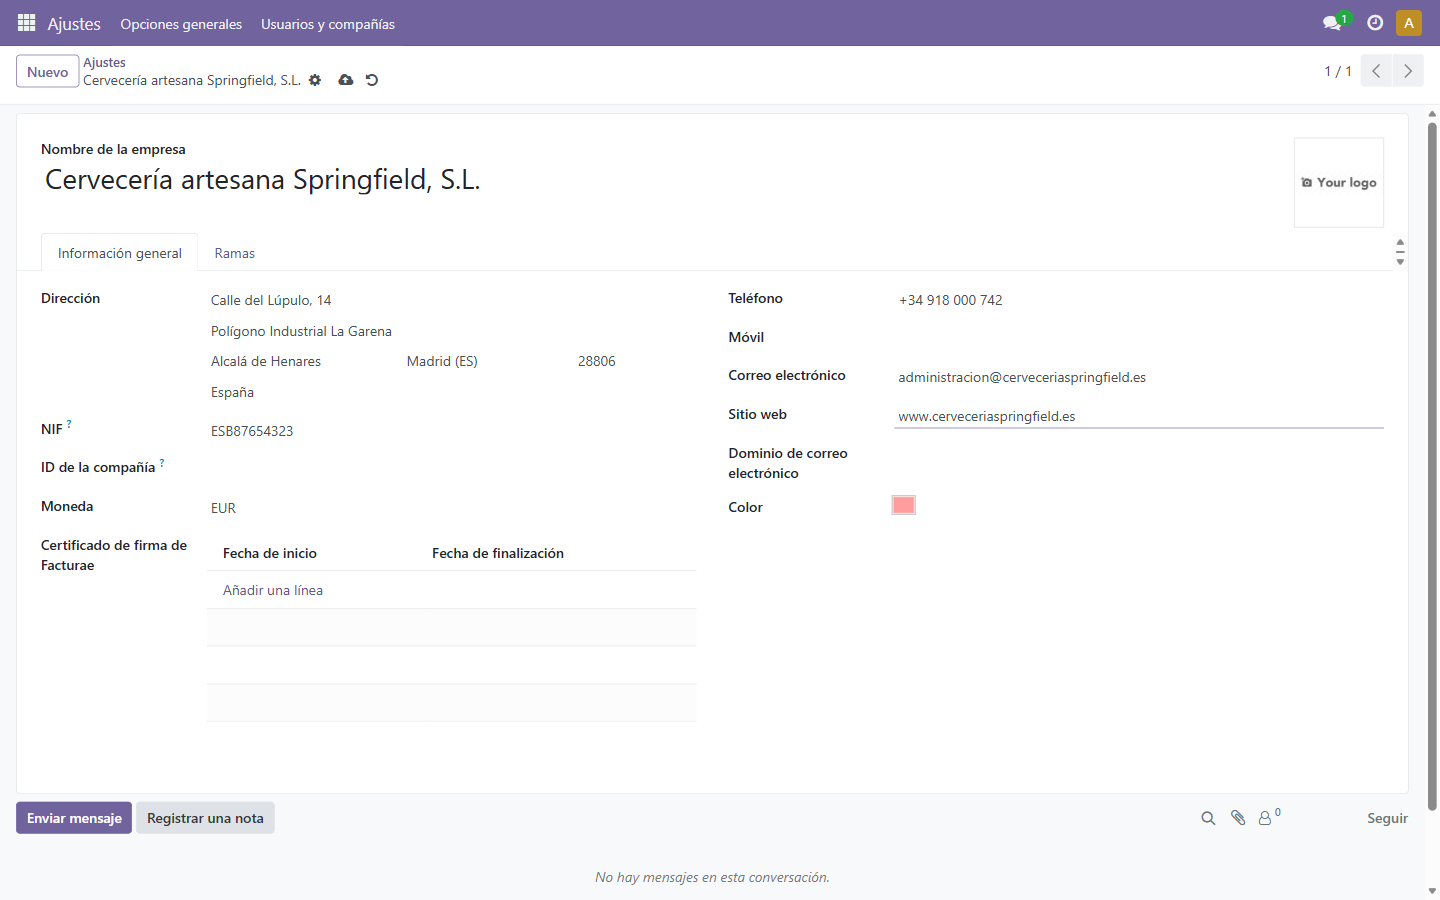 Ajustes Opciones generales Usuarios y compañías 1 A
Nuevo
Ajustes
Cervecería artesana Springfield, S.L.
1 / 1
Nombre de la empresa
Cervecería artesana Springfield, S.L.
Your logo
Información general Ramas
Dirección
Calle del Lúpulo, 14
Polígono Industrial La Garena
Alcalá de Henares Madrid (ES) 28806
España
NIF ?
ESB87654323
ID de la compañía ?
Moneda
EUR
Certificado de firma de
Facturae
Fecha de inicio Fecha de finalización
Añadir una línea
Teléfono
+34 918 000 742
Móvil
Correo electrónico
administracion@cerveceriaspringfield.es
Sitio web
www.cerveceriaspringfield.es
Dominio de correo
electrónico
Color
Enviar mensaje Registrar una nota 0 Seguir
No hay mensajes en esta conversación.